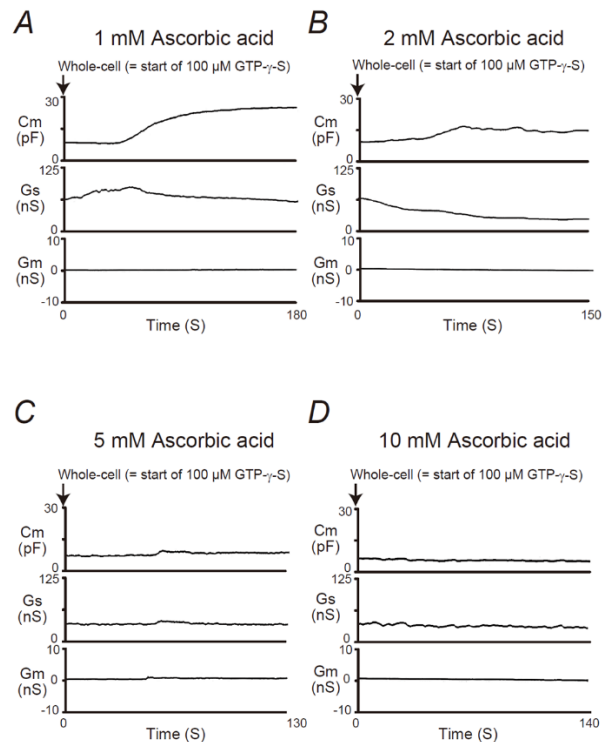 A
1 mM Ascorbic acid
Whole-cell (= start of 100 μM GTP-γ-S)
30
Cm
(pF)
0
125
Gs
(nS)
0
10
Gm
(nS)
0
-10
0
180
Time (S)
B
2 mM Ascorbic acid
Whole-cell (= start of 100 μM GTP-γ-S)
30
Cm
(pF)
0
125
Gs
(nS)
0
10
Gm
(nS)
0
-10
0
150
Time (S)
C
5 mM Ascorbic acid
Whole-cell (= start of 100 μM GTP-γ-S)
30
Cm
(pF)
0
125
Gs
(nS)
0
10
Gm
(nS)
0
-10
0
130
Time (S)
D
10 mM Ascorbic acid
Whole-cell (= start of 100 μM GTP-γ-S)
30
Cm
(pF)
0
125
Gs
(nS)
0
10
Gm
(nS)
0
-10
0
140
Time (S)